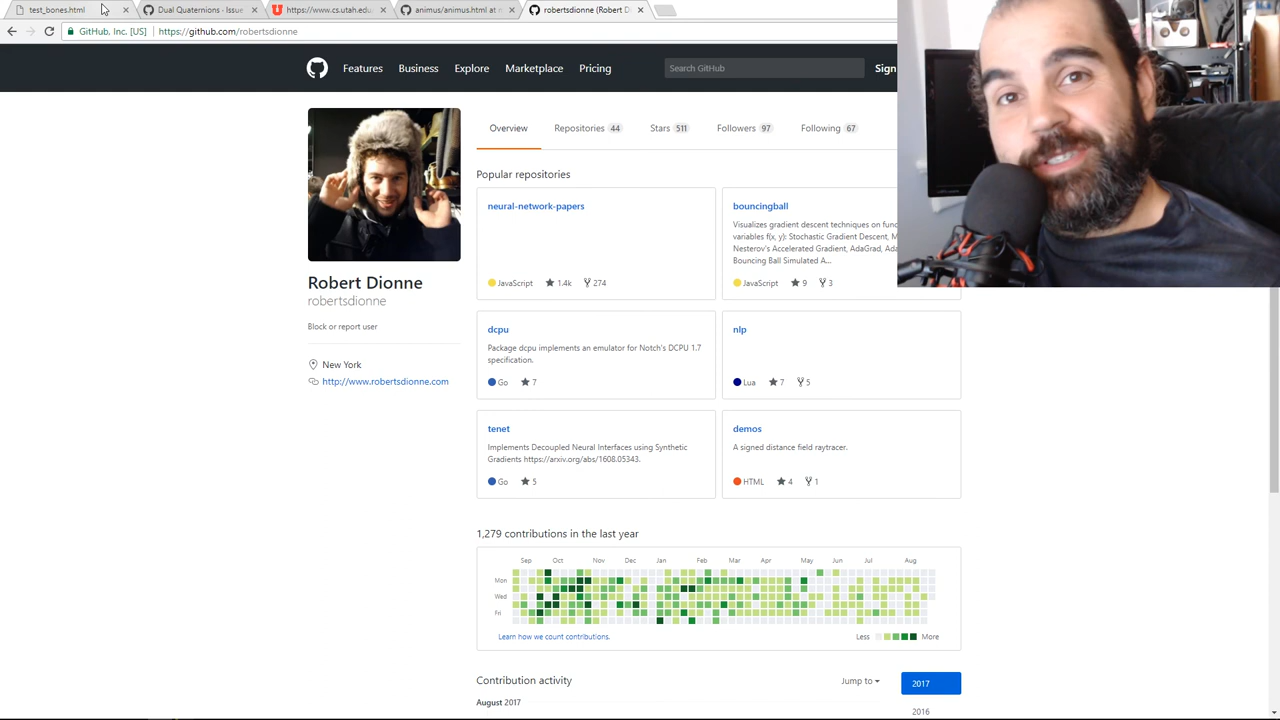 test_bones.html
Dual Quaternions - Issue
https://www.cs.utah.edu
animus/animus.html at m
robertsdionne (Robert D
GitHub, Inc. [US]
https://github.com/robertsdionne
Features
Business
Explore
Marketplace
Pricing
Search GitHub
Sign
Overview
Repositories 44
Stars 511
Followers 97
Following 67
Popular repositories
neural-network-papers
JavaScript
1.4k
274
bouncingball
Visualizes gradient descent techniques on func
variables f(x, y): Stochastic Gradient Descent, M
Nesterov's Accelerated Gradient, AdaGrad, Ada
Bouncing Ball Simulated A...
JavaScript
9
3
Robert Dionne
robertsdionne
Block or report user
New York
http://www.robertsdionne.com
dcpu
Package dcpu implements an emulator for Notch's DCPU 1.7
specification.
Go
7
nlp
Lua
7
5
tenet
Implements Decoupled Neural Interfaces using Synthetic
Gradients https://arxiv.org/abs/1608.05343.
Go
5
demos
A signed distance field raytracer.
HTML
4
1
1,279 contributions in the last year
Sep Oct Nov Dec Jan Feb Mar Apr May Jun Jul Aug
Mon
Wed
Fri
Learn how we count contributions.
Less
More
Contribution activity
Jump to
2017
August 2017
2016